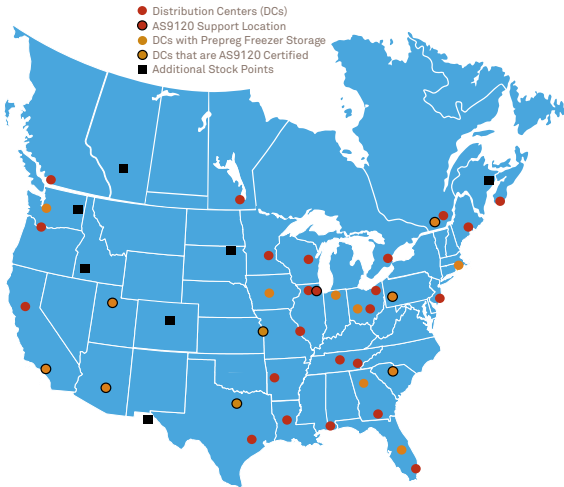 Distribution Centers (DCs)
AS9120 Support Location
DCs with Prepreg Freezer Storage
DCs that are AS9120 Certified
Additional Stock Points